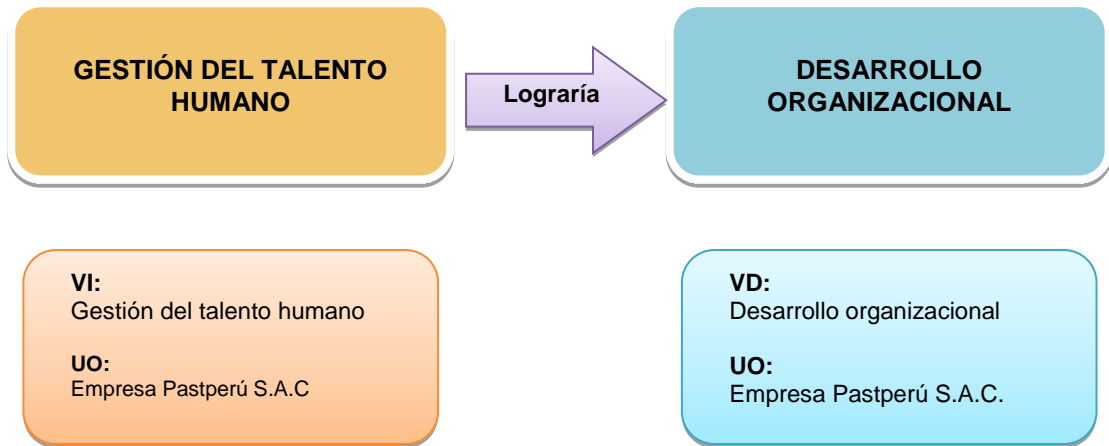 GESTIÓN DEL TALENTO
HUMANO
Lograría
DESARROLLO
ORGANIZACIONAL
VI:
Gestión del talento humano
UO:
Empresa Pastperú S.A.C
VD:
Desarrollo organizacional
UO:
Empresa Pastperú S.A.C.